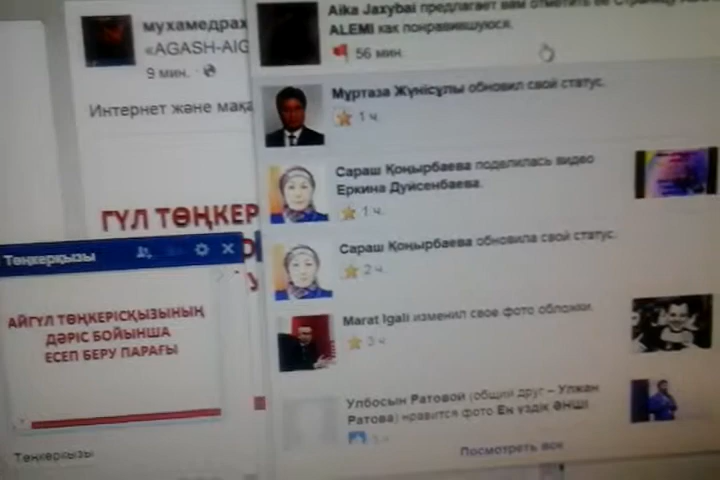 мухамедрах
«AGASH-AIG
9 мин.
Интернет және мақа
ГҮЛ ТӨҢКЕР
Төңкерқызы
АЙГҮЛ ТӨҢКЕРІСҚЫЗЫНЫҢ
ДӘРІС БОЙЫНША
ЕСЕП БЕРУ ПАРАҒЫ
Төңкерқызы
Aika Jaxybai предлагает вам отметить ее Страницу
ALEMI как понравившуюся.
56 мин.
Мұртаза Жүнісұлы обновил свой статус.
1 ч.
Сараш Қоңырбаева поделилась видео
Еркина Дуйсенбаева.
1 ч.
Сараш Қоңырбаева обновила свой статус.
2 ч.
Marat Igali изменил свое фото обложки.
3 ч.
Улбосын Ратовой (общий друг – Улжан
Ратова) нравится фото Ең үздік әнші
Посмотреть все